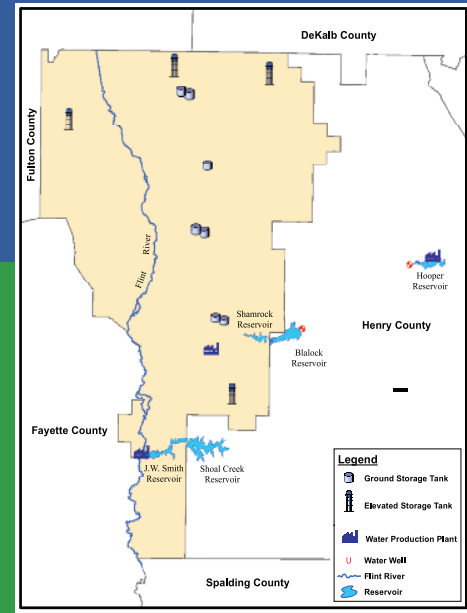 DeKalb County
Fulton County
Flint River
Hooper
Reservoir
Shamrock
Reservoir
Henry County
Blalock
Reservoir
Fayette County
J.W. Smith
Reservoir
Shoal Creek
Reservoir
Spalding County
Legend
Ground Storage Tank
Elevated Storage Tank
Water Production Plant
U Water Well
Flint River
Reservoir